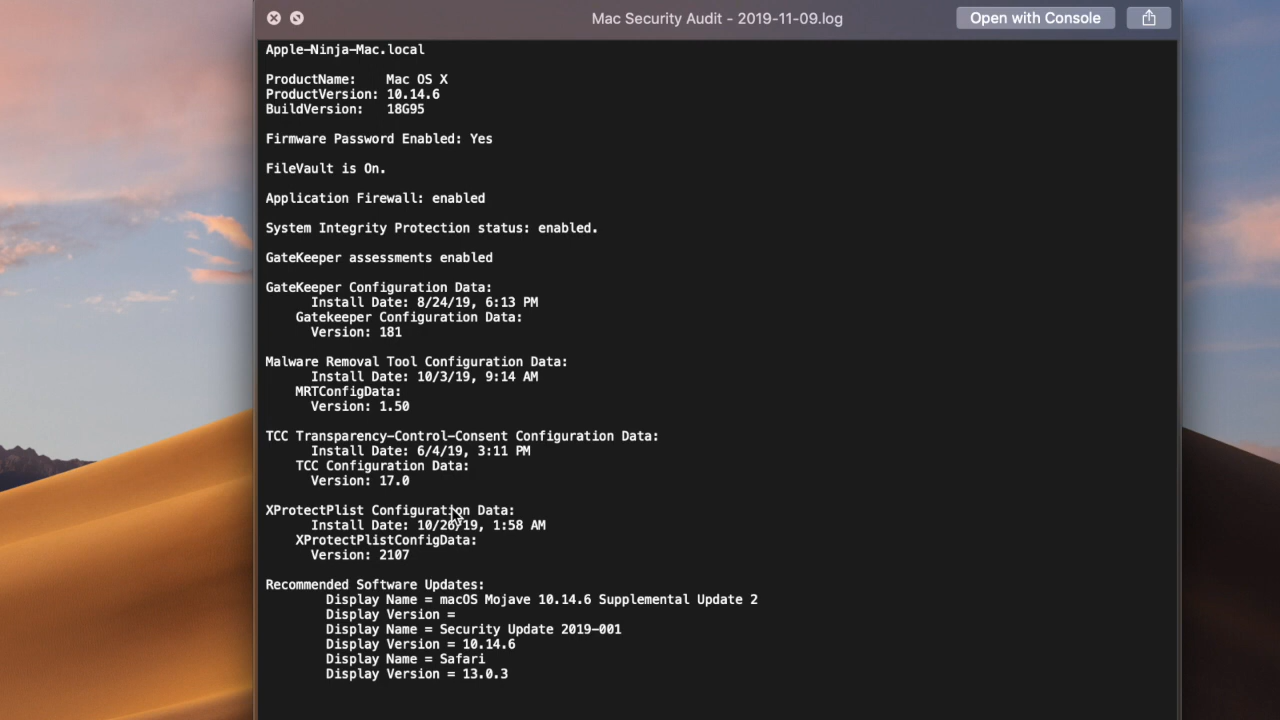 Mac Security Audit - 2019-11-09.log
Open with Console
Apple-Ninja-Mac.local
ProductName: Mac OS X
ProductVersion: 10.14.6
BuildVersion: 18G95
Firmware Password Enabled: Yes
FileVault is On.
Application Firewall: enabled
System Integrity Protection status: enabled.
GateKeeper assessments enabled
GateKeeper Configuration Data:
Install Date: 8/24/19, 6:13 PM
Gatekeeper Configuration Data:
Version: 181
Malware Removal Tool Configuration Data:
Install Date: 10/3/19, 9:14 AM
MRTConfigData:
Version: 1.50
TCC Transparency-Control-Consent Configuration Data:
Install Date: 6/4/19, 3:11 PM
TCC Configuration Data:
Version: 17.0
XProtectPlist Configuration Data:
Install Date: 10/26/19, 1:58 AM
XProtectPlistConfigData:
Version: 2107
Recommended Software Updates:
Display Name = macOS Mojave 10.14.6 Supplemental Update 2
Display Version =
Display Name = Security Update 2019-001
Display Version = 10.14.6
Display Name = Safari
Display Version = 13.0.3